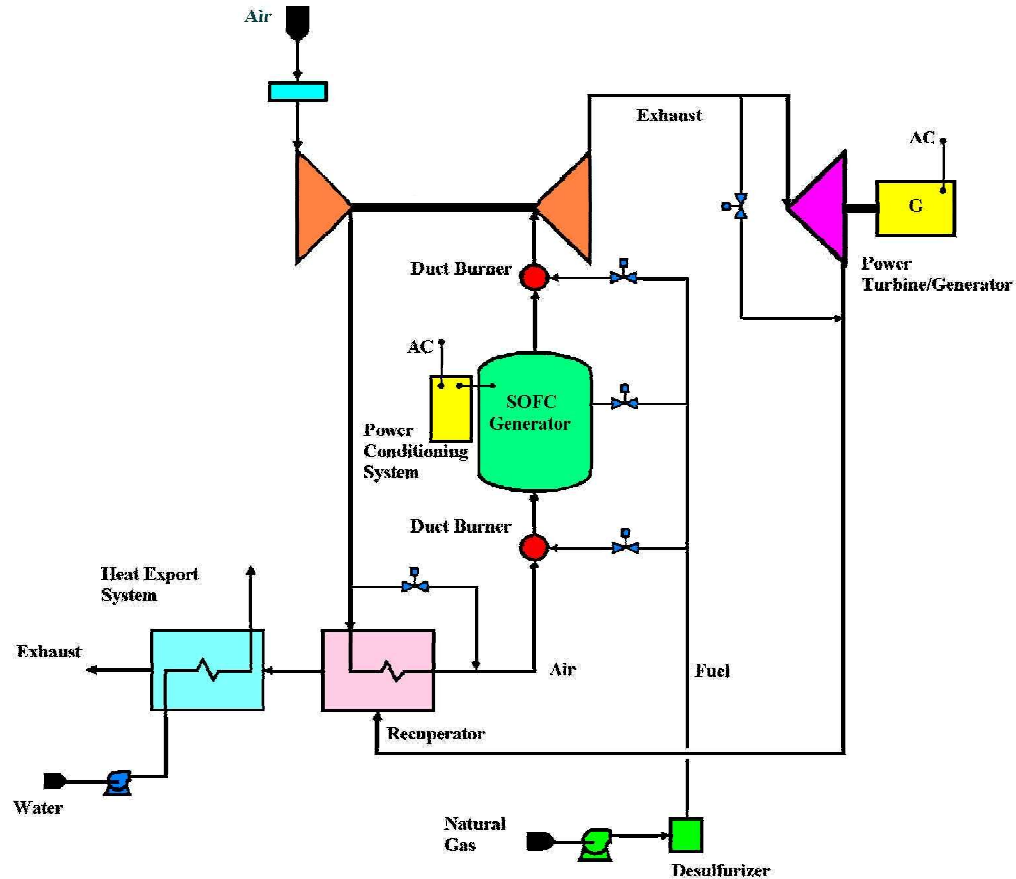 Air
Exhaust
AC
G
Power
Turbine/Generator
Duct Burner
AC
SOFC
Generator
Power
Conditioning
System
Duct Burner
Heat Export
System
Exhaust
Air
Fuel
Recuperator
Water
Natural
Gas
Desulfurizer